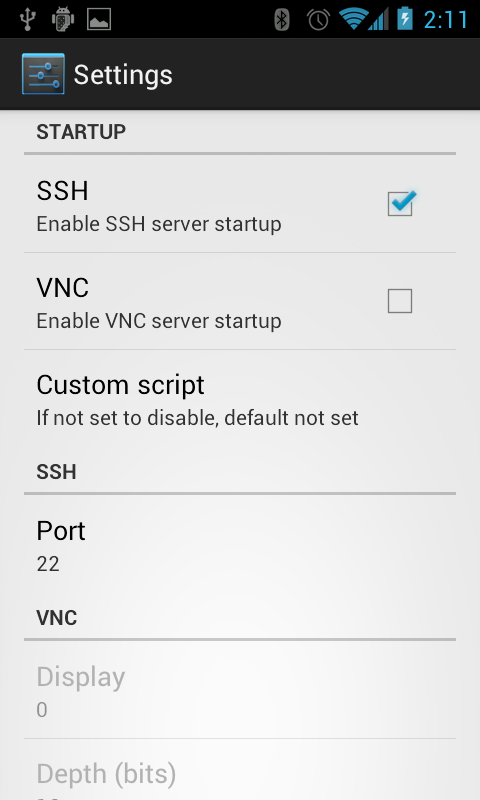 2:11
Settings
STARTUP
SSH
Enable SSH server startup
VNC
Enable VNC server startup
Custom script
If not set to disable, default not set
SSH
Port
22
VNC
Display
0
Depth (bits)